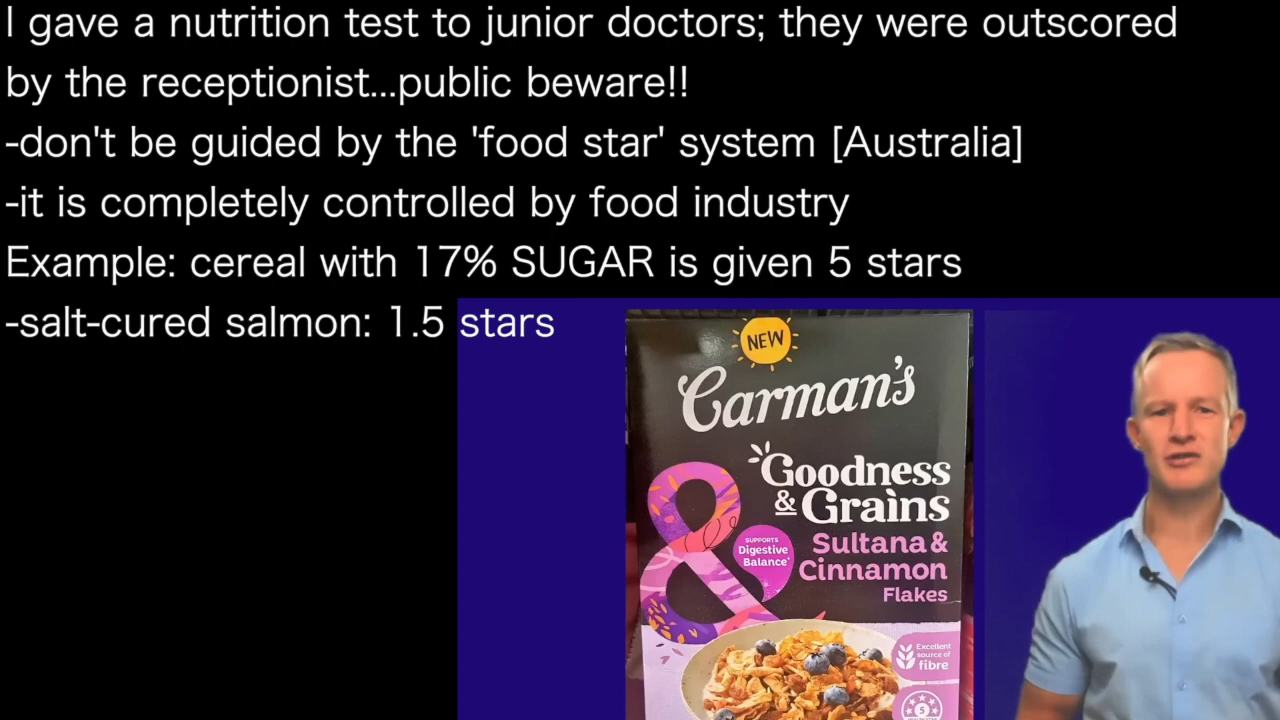 I gave a nutrition test to junior doctors; they were outscored
by the receptionist...public beware!!
-don't be guided by the 'food star' system [Australia]
-it is completely controlled by food industry
Example: cereal with 17% SUGAR is given 5 stars
-salt-cured salmon: 1.5 stars
NEW
Carman's
Goodness
& Grains
SUPPORTS
Digestive
Balance*
Sultana &
Cinnamon
Flakes
Excellent
source of
fibre
5